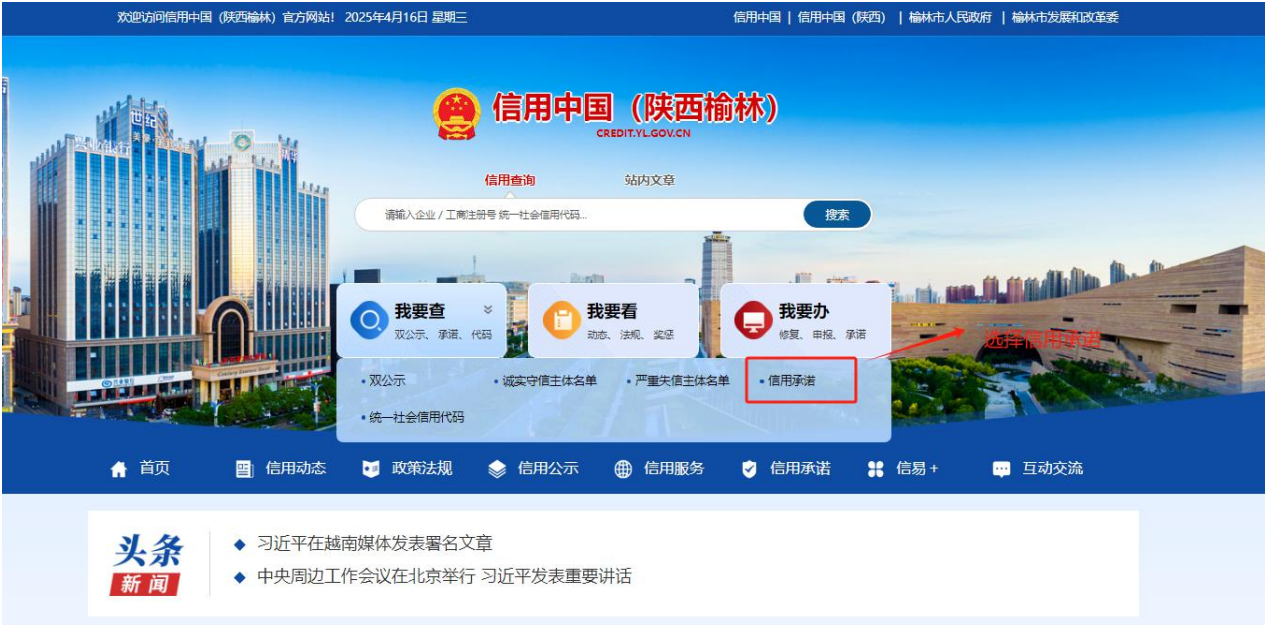 欢迎访问信用中国（陕西榆林）官方网站! 2025年4月16日 星期三
信用中国 | 信用中国（陕西） | 榆林市人民政府 | 榆林市发展和改革委
信用中国（陕西榆林）
CREDIT.YL.GOV.CN
信用查询 站内文章
请输入企业 / 工商注册号 统一社会信用代码... 搜索
世纪
兴业银行
我要查 我要看 我要办
双公示、承诺、代码 动态、法规、奖惩 修复、申报、承诺
选择信用承诺
双公示 诚实守信主体名单 严重失信主体名单 信用承诺
统一社会信用代码
首页 信用动态 政策法规 信用公示 信用服务 信用承诺 信易+ 互动交流
头条
新闻
习近平在越南媒体发表署名文章
中央周边工作会议在北京举行 习近平发表重要讲话